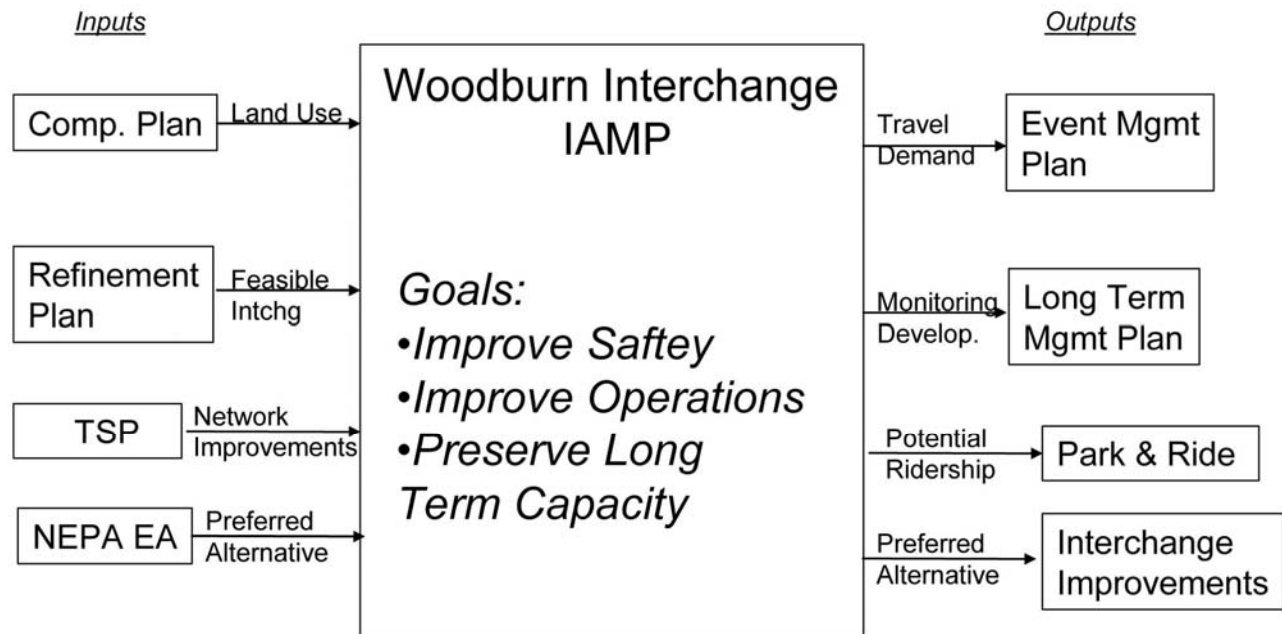 Inputs
Outputs
Woodburn Interchange
IAMP
Comp. Plan
Land Use
Refinement
Plan
Feasible
Intchg
TSP
Network
Improvements
NEPA EA
Preferred
Alternative
Goals:
•Improve Saftey
•Improve Operations
•Preserve Long
Term Capacity
Travel
Demand
Event Mgmt
Plan
Monitoring
Develop.
Long Term
Mgmt Plan
Potential
Ridership
Park & Ride
Preferred
Alternative
Interchange
Improvements